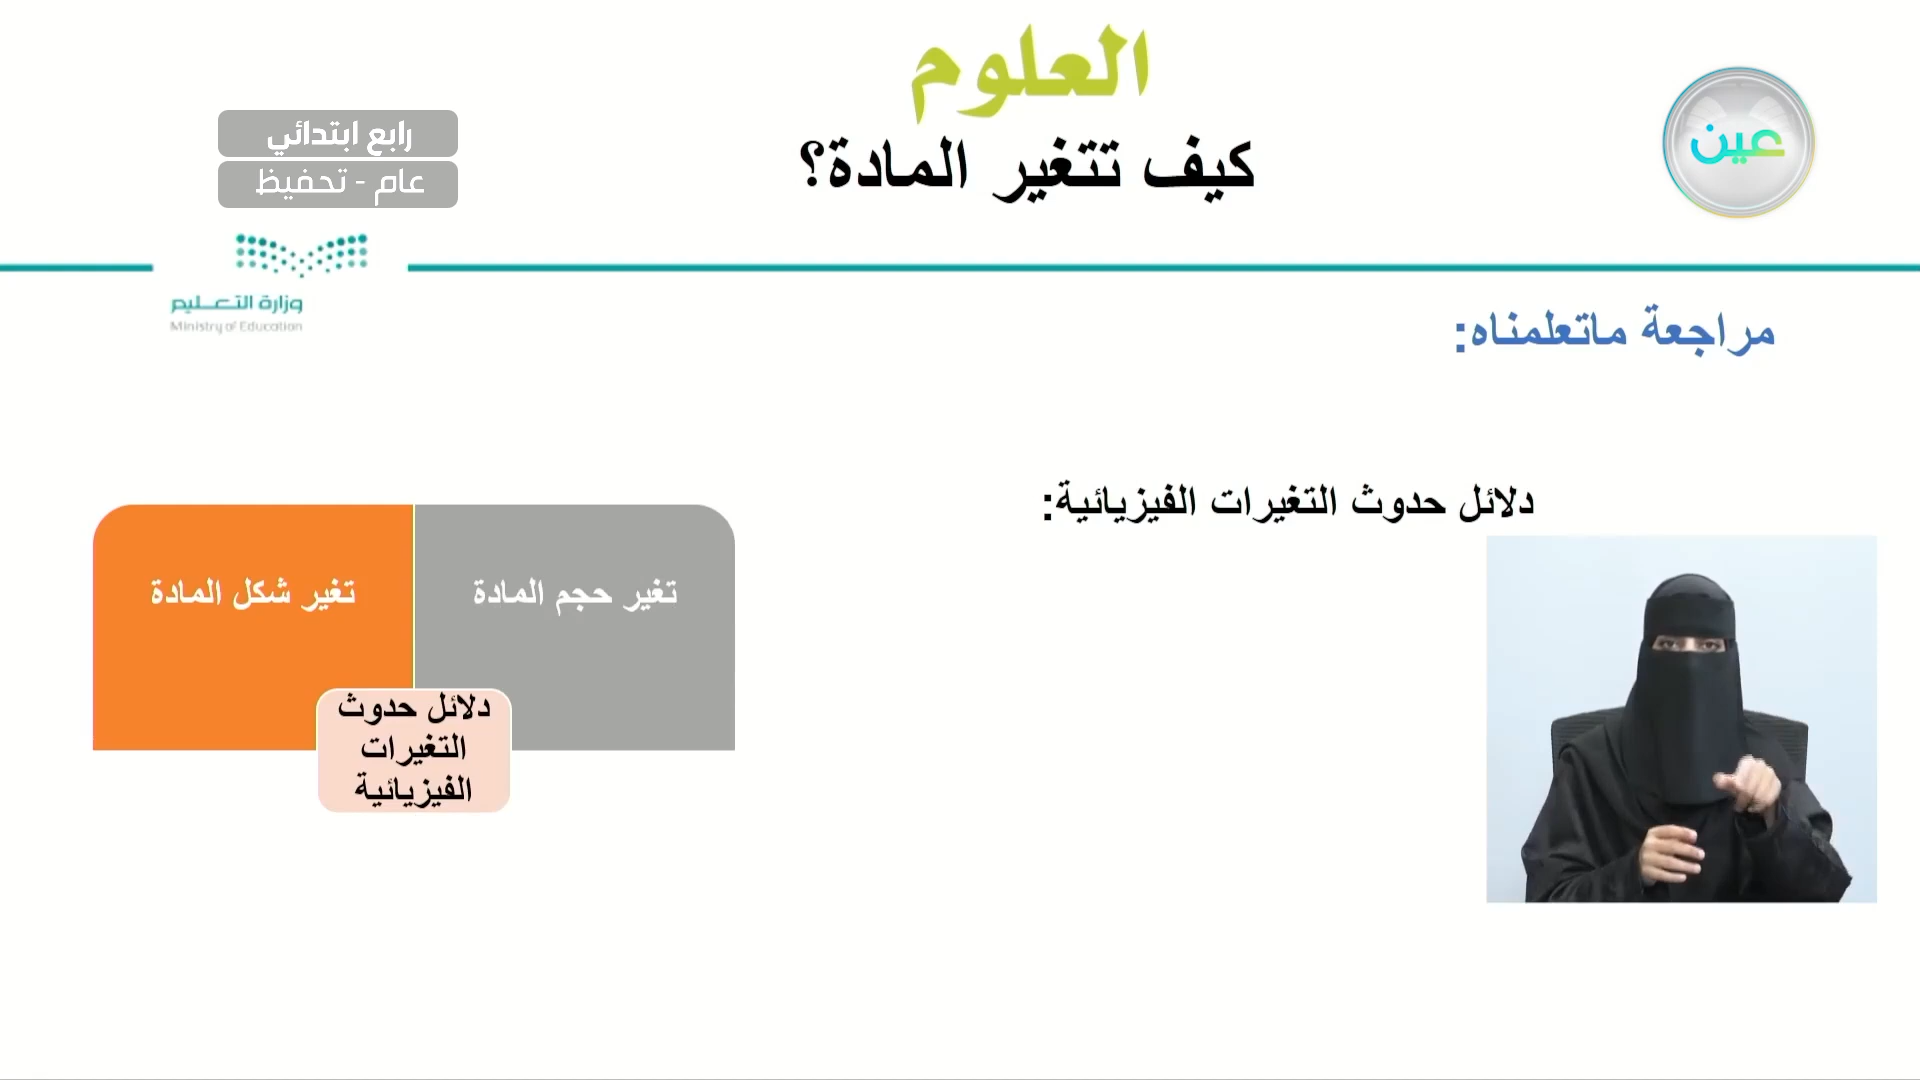 العلوم
كيف تتغير المادة؟
عين
رابع ابتدائي
عام - تحفيظ
وزارة التعليم
Ministry of Education
مراجعة ماتعلمناه:
دلائل حدوث التغيرات الفيزيائية:
تغير حجم المادة
تغير شكل المادة
دلائل حدوث
التغيرات
الفيزيائية